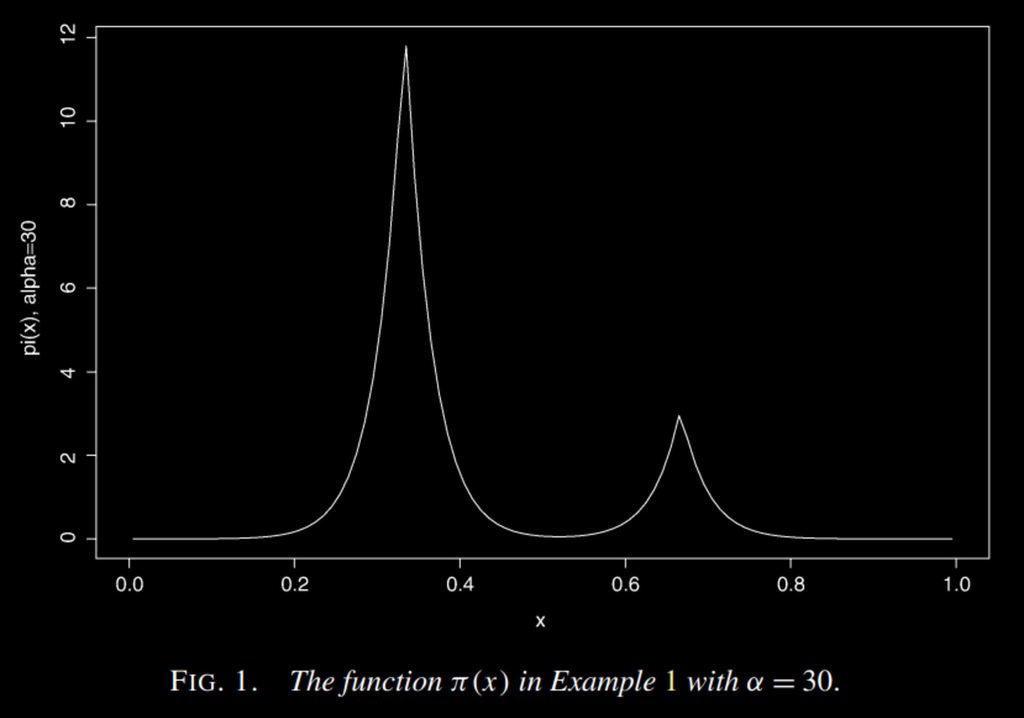 12
10
8
6
4
2
0
pi(x), alpha=30
0.0 0.2 0.4 0.6 0.8 1.0
x
FIG. 1. The function π(x) in Example 1 with α = 30.